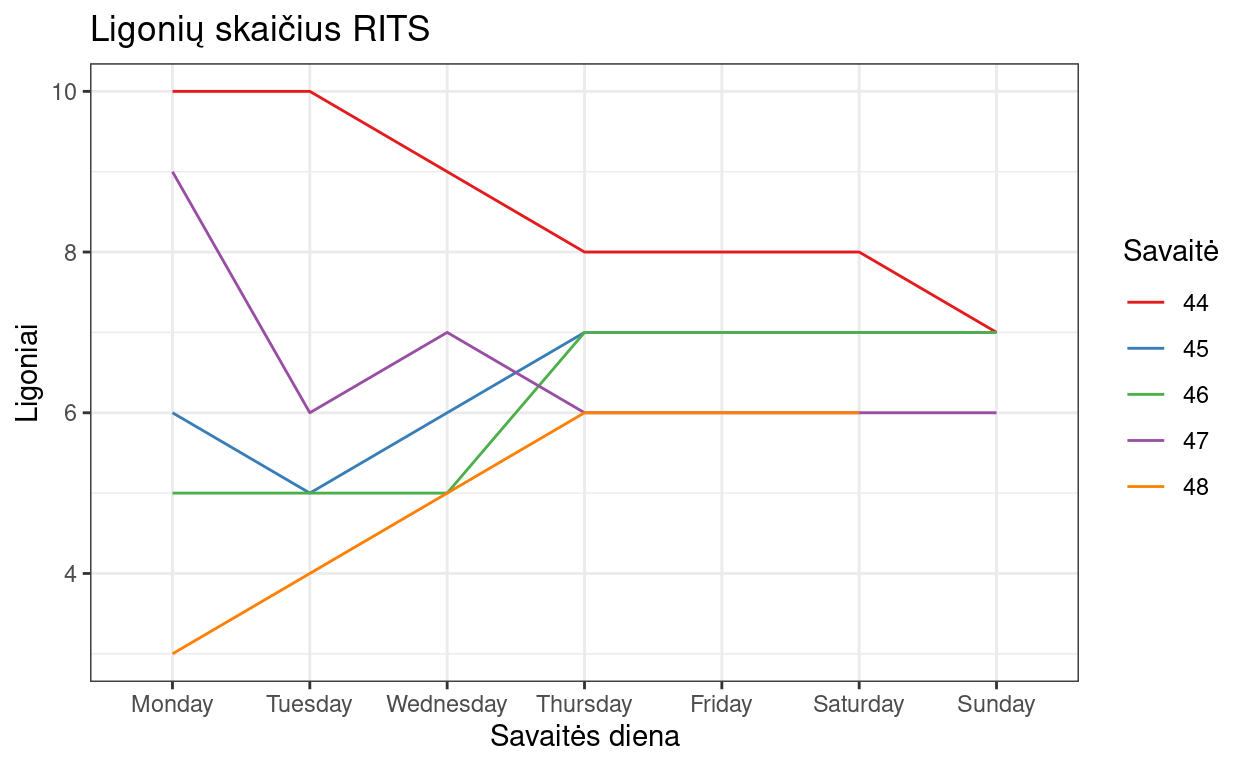 Ligonių skaičius RITS
Ligoniai
10
8
6
4
Monday Tuesday Wednesday Thursday Friday Saturday Sunday
Savaitės diena
Savaitė
44
45
46
47
48